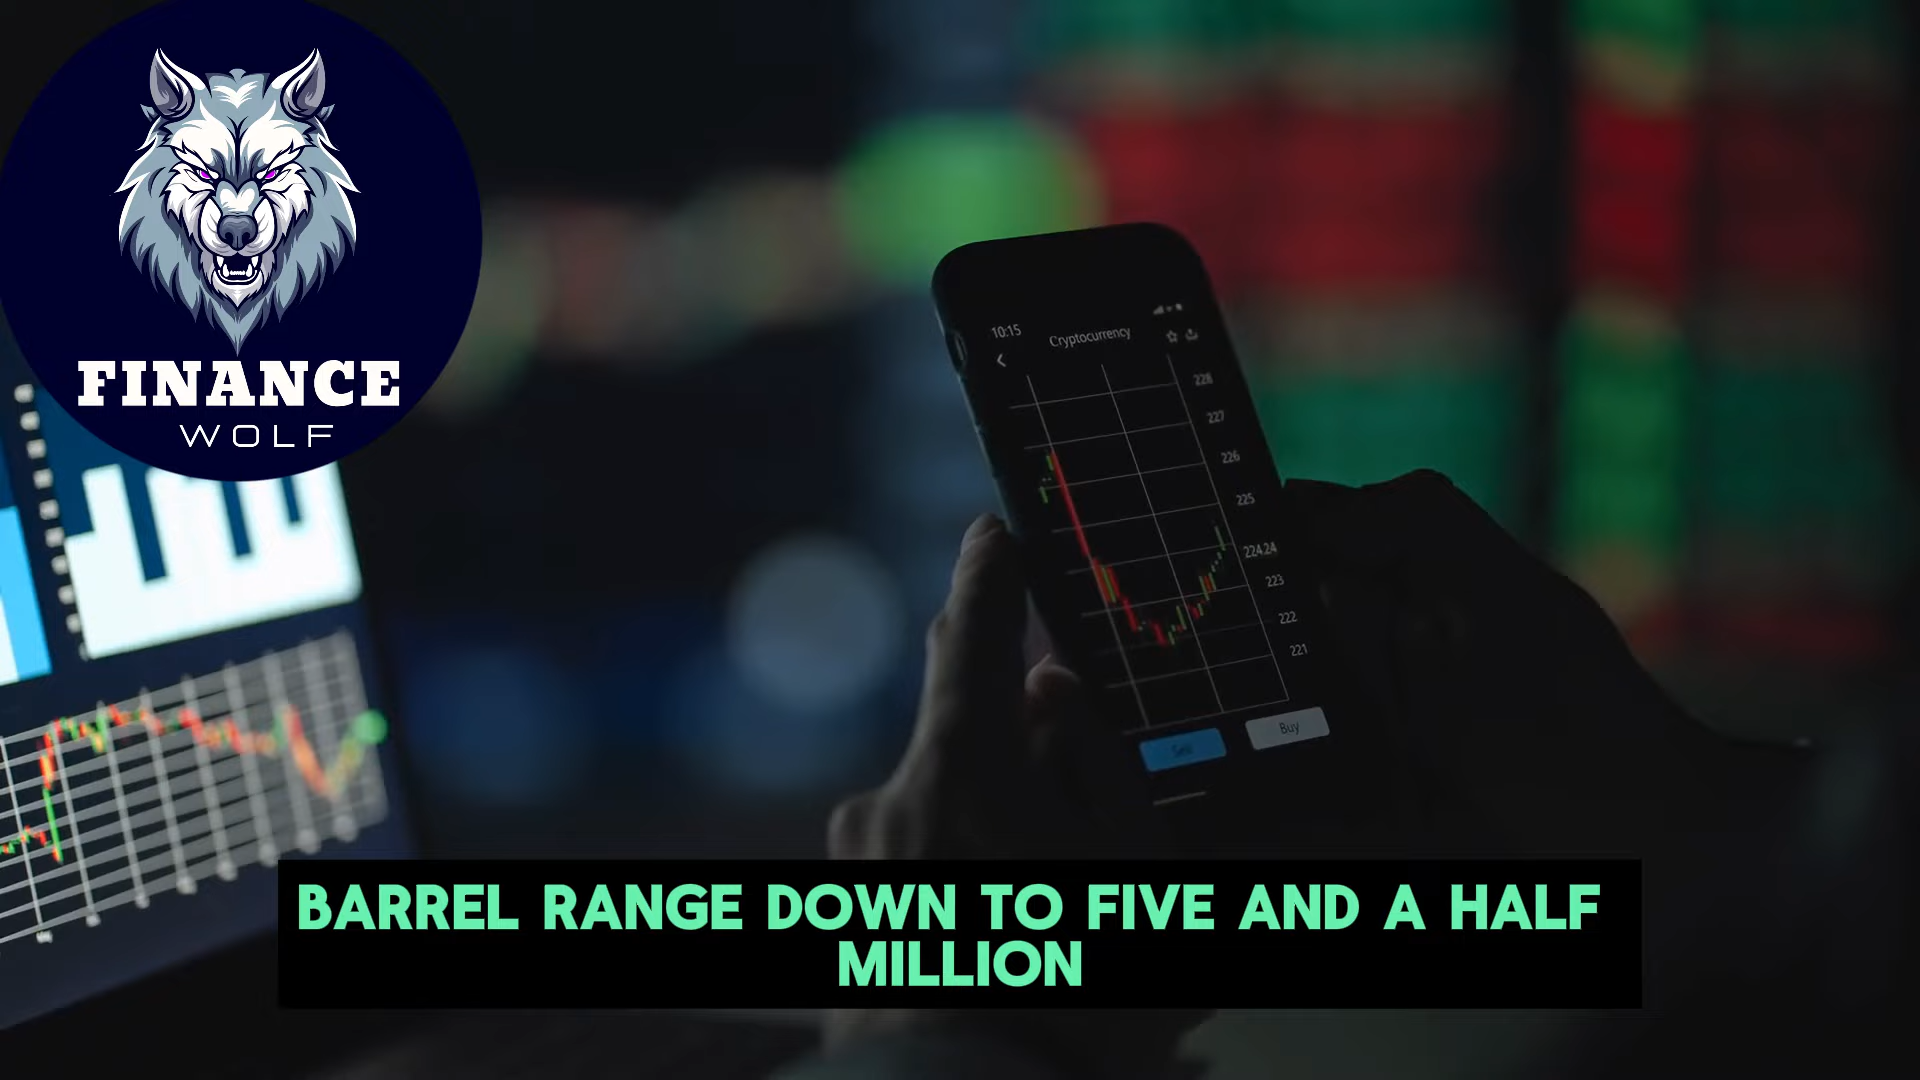 FINANCE
WOLF
10:15
Cryptocurrency
228
227
226
225
224.24
223
222
221
Sell
Buy
BARREL RANGE DOWN TO FIVE AND A HALF
MILLION